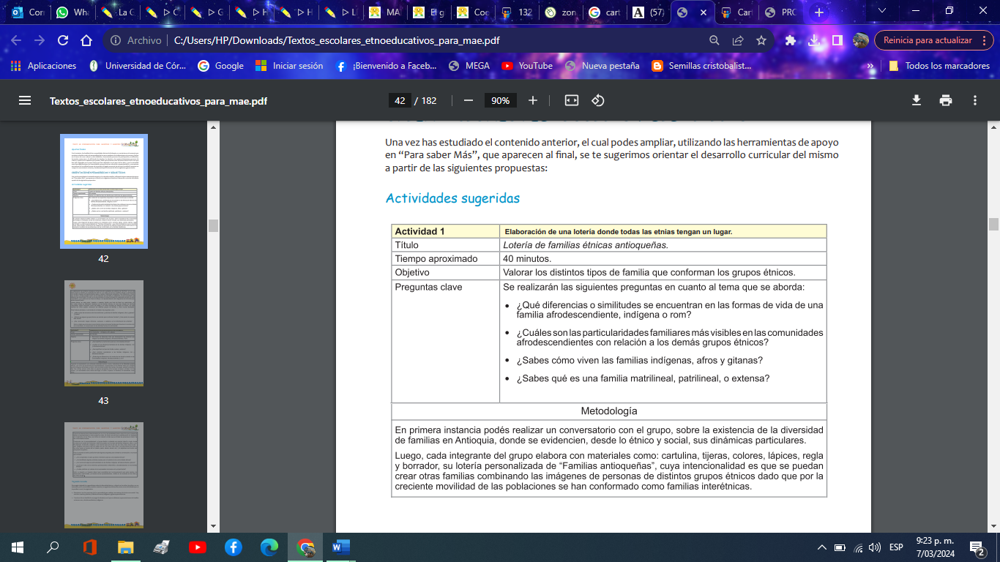 Cor
Wha
La G
C
G
H
H
Li
MA
El g
Coc
132
zon
cart
(57)
Cart
PRC
Archivo
C:/Users/HP/Downloads/Textos_escolares_etnoeducativos_para_mae.pdf
Reinicia para actualizar
Aplicaciones
Universidad de Cór...
Google
Iniciar sesión
¡Bienvenido a Faceb...
MEGA
YouTube
Nueva pestaña
Semillas cristobalist...
»
Todos los marcadores
Textos_escolares_etnoeducativos_para_mae.pdf
42 / 182
90%
42
43
Una vez has estudiado el contenido anterior, el cual podes ampliar, utilizando las herramientas de apoyo
en “Para saber Más”, que aparecen al final, se te sugerimos orientar el desarrollo curricular del mismo
a partir de las siguientes propuestas:
Actividades sugeridas
Actividad 1 Elaboración de una lotería donde todas las etnias tengan un lugar.
Título Lotería de familias étnicas antioqueñas.
Tiempo aproximado 40 minutos.
Objetivo Valorar los distintos tipos de familia que conforman los grupos étnicos.
Preguntas clave Se realizarán las siguientes preguntas en cuanto al tema que se aborda:
• ¿Qué diferencias o similitudes se encuentran en las formas de vida de una
familia afrodescendiente, indígena o rom?
• ¿Cuáles son las particularidades familiares más visibles en las comunidades
afrodescendientes con relación a los demás grupos étnicos?
• ¿Sabes cómo viven las familias indígenas, afros y gitanas?
• ¿Sabes qué es una familia matrilineal, patrilineal, o extensa?
Metodología
En primera instancia podés realizar un conversatorio con el grupo, sobre la existencia de la diversidad
de familias en Antioquia, donde se evidencien, desde lo étnico y social, sus dinámicas particulares.
Luego, cada integrante del grupo elabora con materiales como: cartulina, tijeras, colores, lápices, regla
y borrador, su lotería personalizada de “Familias antioqueñas”, cuya intencionalidad es que se puedan
crear otras familias combinando las imágenes de personas de distintos grupos étnicos dado que por la
creciente movilidad de las poblaciones se han conformado como familias interétnicas.
ESP
9:23 p. m.
7/03/2024
2